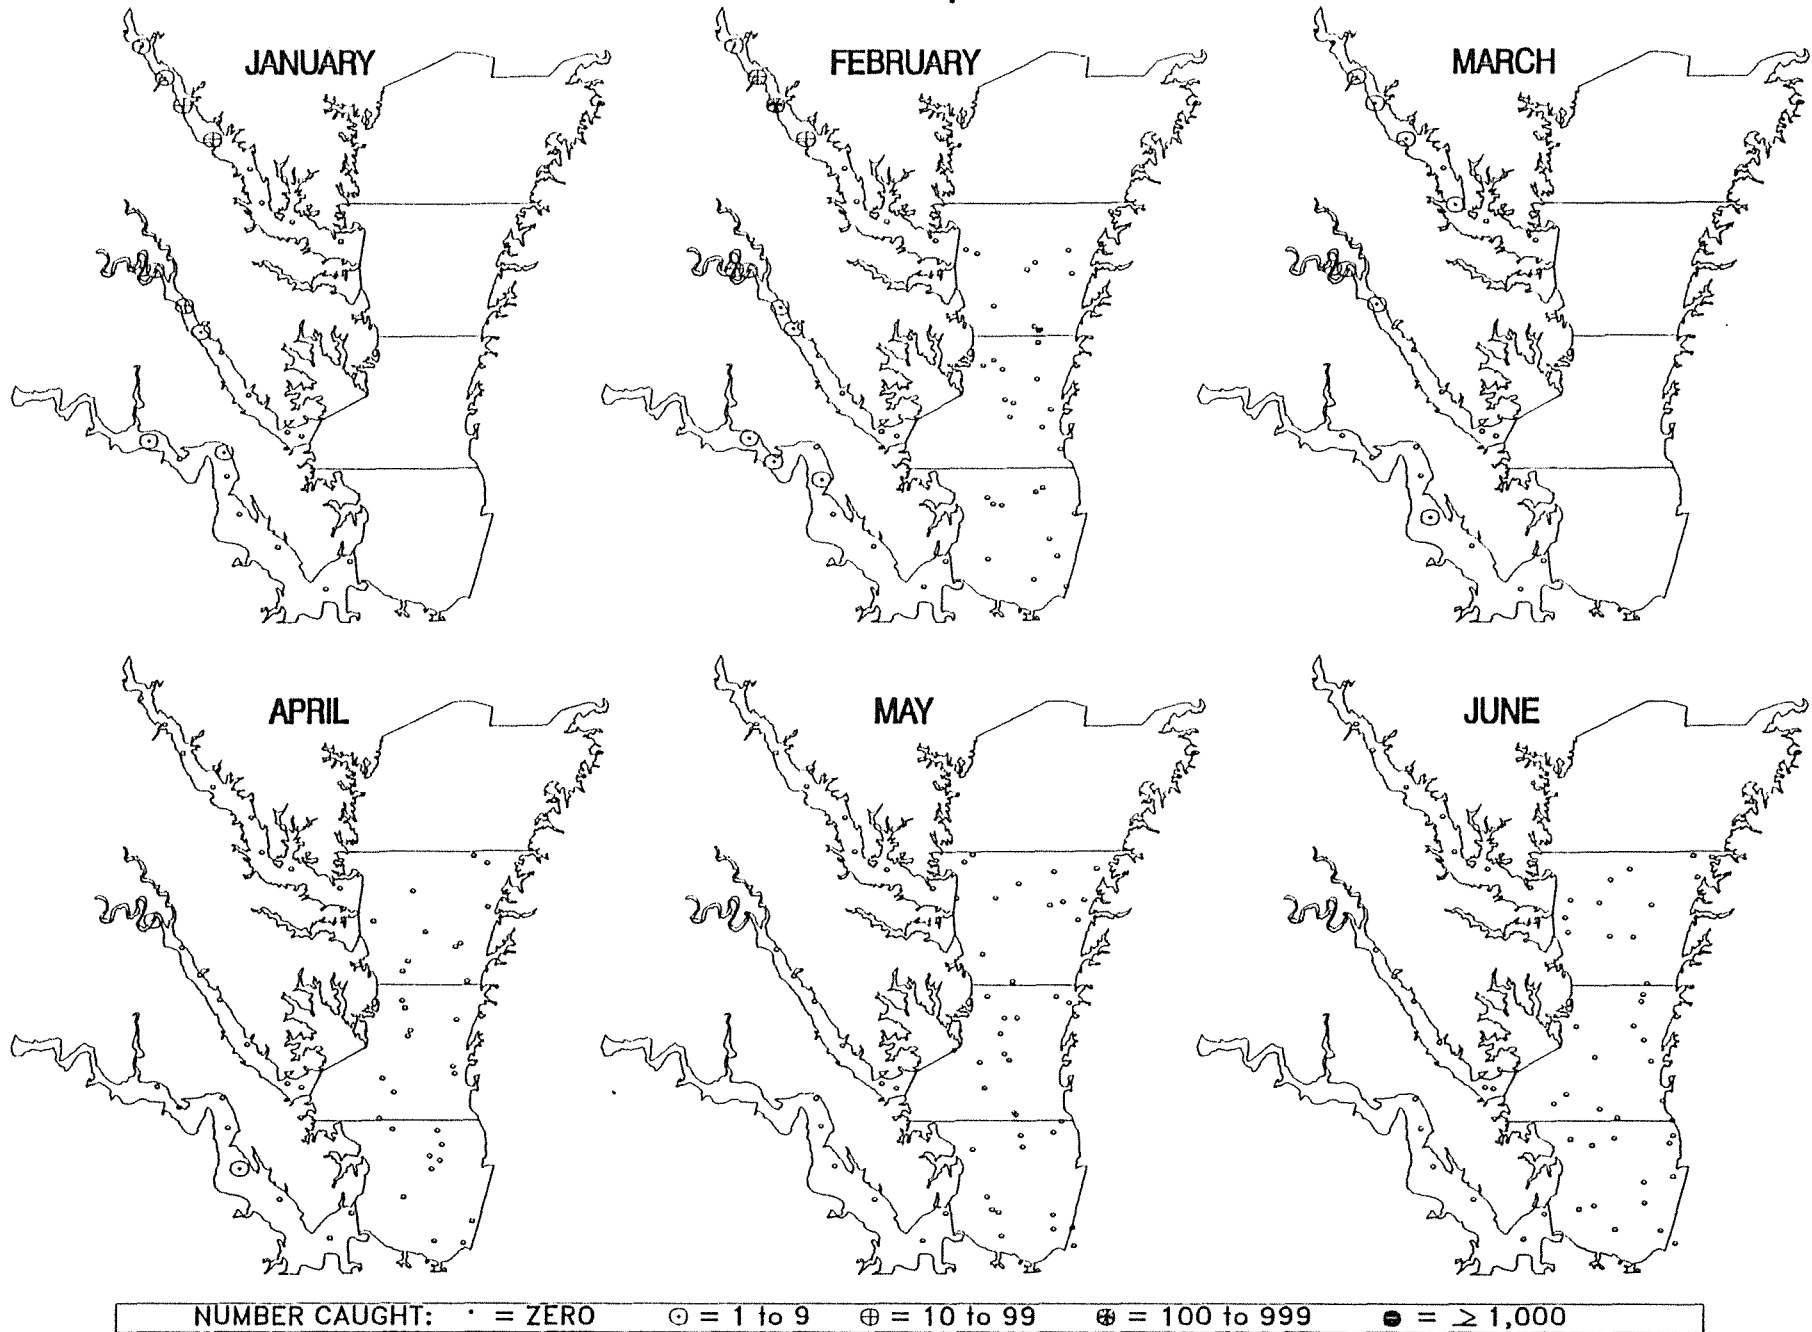 JANUARY FEBRUARY MARCH
APRIL MAY JUNE
NUMBER CAUGHT: · = ZERO ⊙ = 1 to 9 ⊕ = 10 to 99 ⊛ = 100 to 999 ● = ≥ 1,000